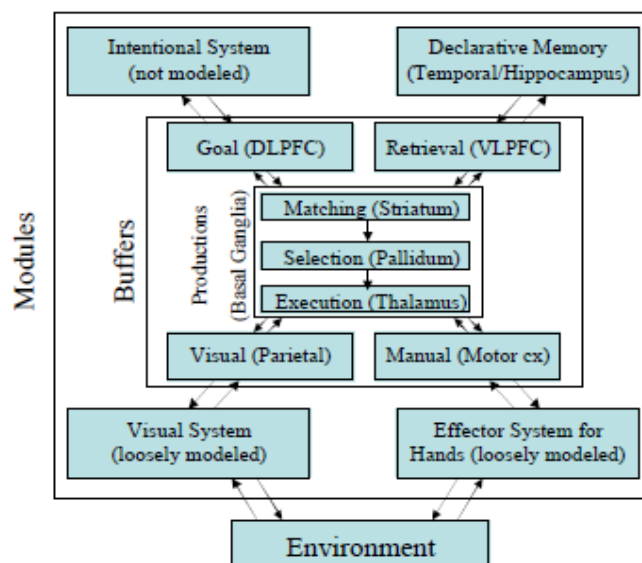 Intentional System
(not modeled)
Declarative Memory
(Temporal/Hippocampus)
Goal (DLPFC)
Retrieval (VLPFC)
Modules
Buffers
Productions
(Basal Ganglia)
Matching (Striatum)
Selection (Pallidum)
Execution (Thalamus)
Visual (Parietal)
Manual (Motor cx)
Visual System
(loosely modeled)
Effector System for
Hands (loosely modeled)
Environment